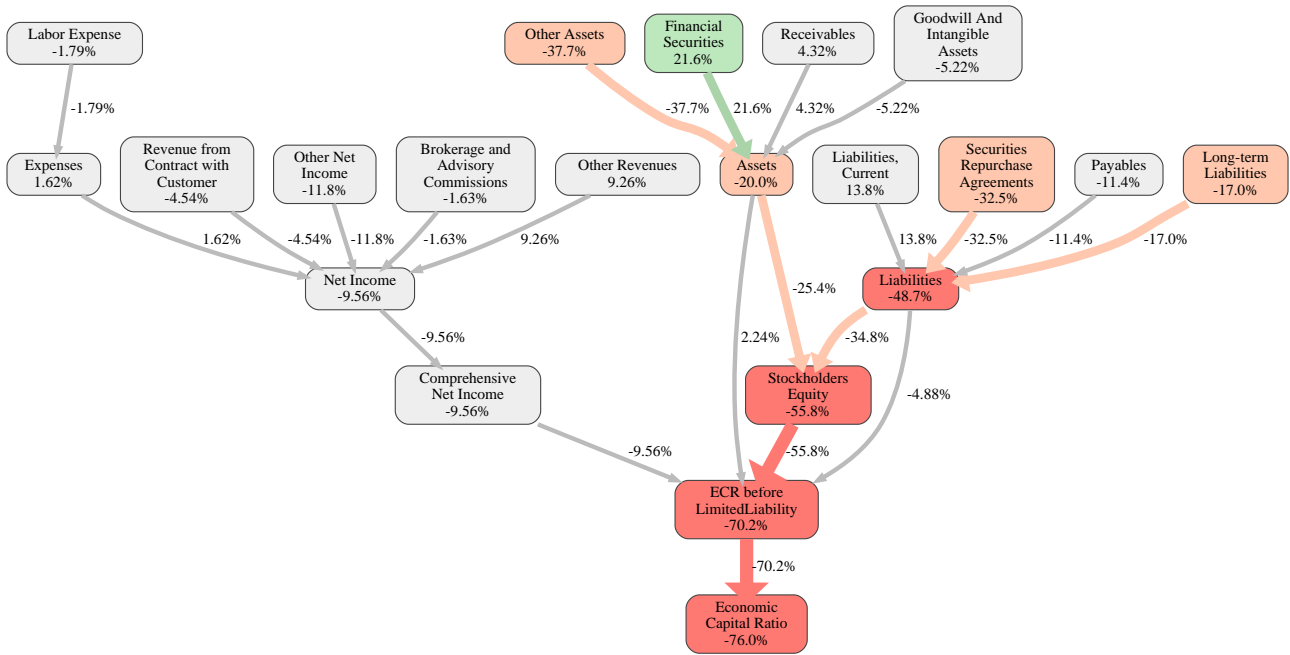 Labor Expense
-1.79%
Other Assets
-37.7%
Financial
Securities
21.6%
Receivables
4.32%
Goodwill And
Intangible
Assets
-5.22%
-1.79%
-37.7%
21.6%
4.32%
-5.22%
Expenses
1.62%
Revenue from
Contract with
Customer
-4.54%
Other Net
Income
-11.8%
Brokerage and
Advisory
Commissions
-1.63%
Other Revenues
9.26%
Assets
-20.0%
Liabilities,
Current
13.8%
Securities
Repurchase
Agreements
-32.5%
Payables
-11.4%
Long-term
Liabilities
-17.0%
1.62%
-4.54%
-11.8%
-1.63%
9.26%
13.8%
-32.5%
-11.4%
-17.0%
Net Income
-9.56%
-25.4%
Liabilities
-48.7%
-9.56%
2.24%
-34.8%
Comprehensive
Net Income
-9.56%
Stockholders
Equity
-55.8%
-4.88%
-9.56%
-55.8%
ECR before
LimitedLiability
-70.2%
-70.2%
Economic
Capital Ratio
-76.0%